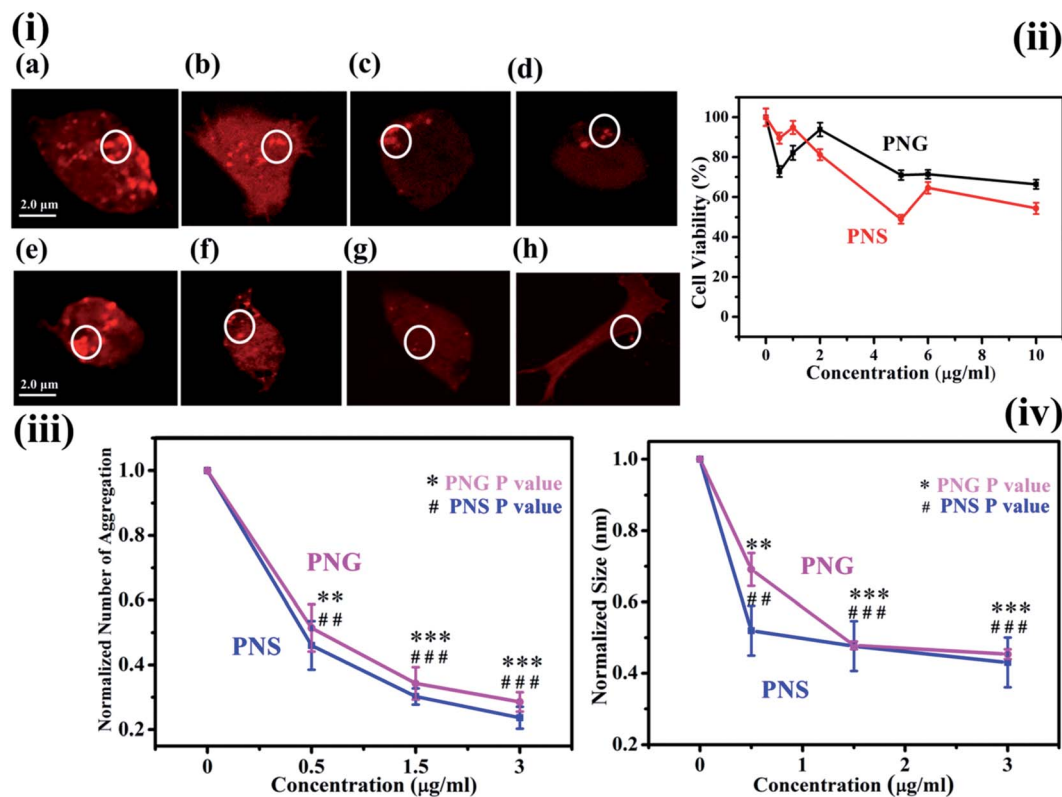 (i)
(a)
(b)
(c)
(d)
2.0 µm
(e)
(f)
(g)
(h)
2.0 µm
(ii)
100
80
60
40
20
0
Cell Viability (%)
PNG
PNS
0
2
4
6
8
10
Concentration (µg/ml)
(iii)
1.0
0.8
0.6
0.4
0.2
Normalized Number of Aggregation
* PNG P value
# PNS P value
PNG
PNS
**
##
***
###
***
###
0
0.5
1.5
3
Concentration (µg/ml)
(iv)
1.0
0.8
0.6
0.4
0.2
Normalized Size (nm)
* PNG P value
# PNS P value
**
##
PNG
PNS
***
###
***
###
0
1
2
3
Concentration (µg/ml)